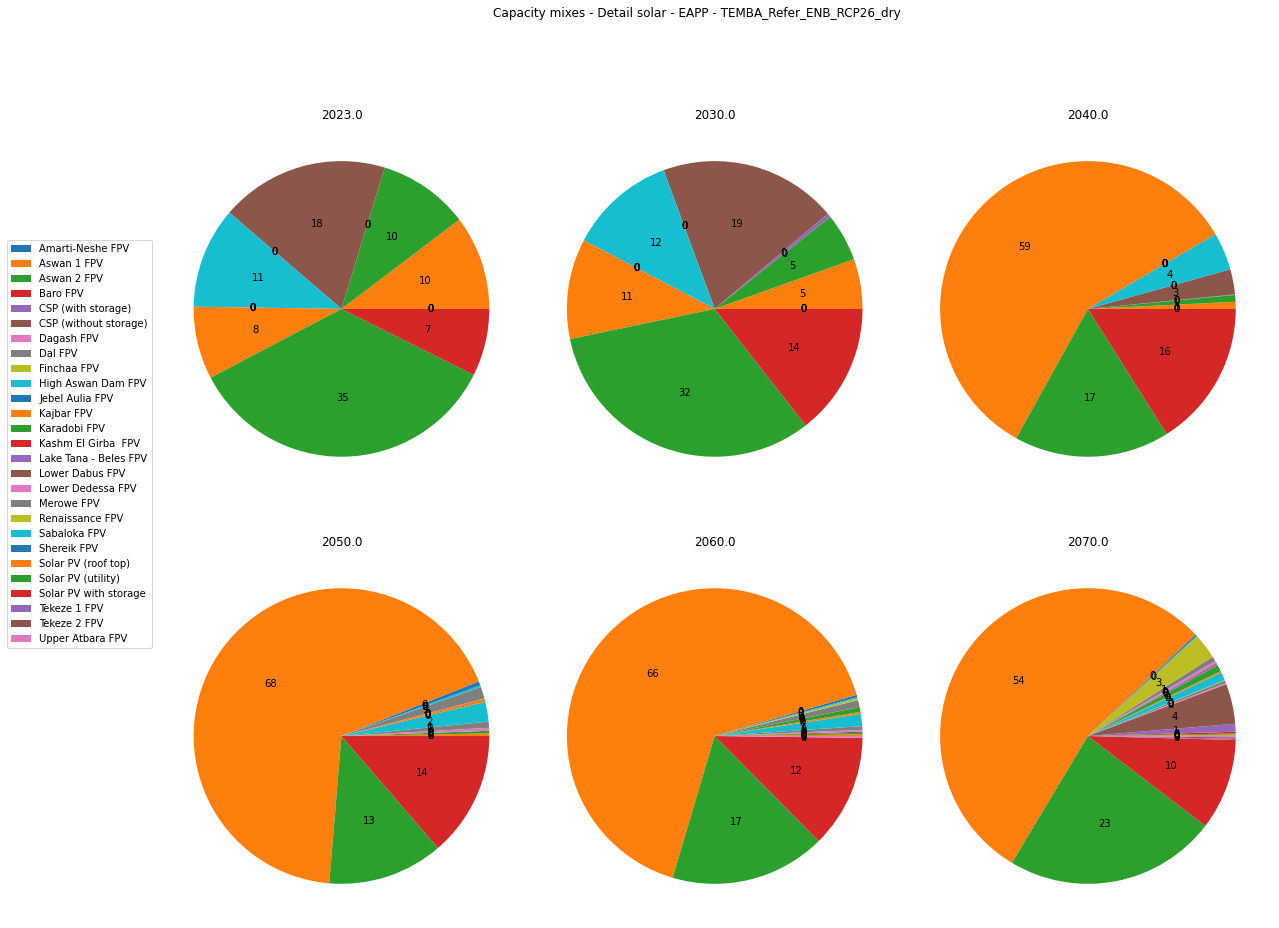 Capacity mixes - Detail solar - EAPP - TEMBA_Refer_ENB_RCP26_dry
2023.0
0
10
10
0
18
0
11
0
8
35
7
2030.0
0
5
5
0
19
0
12
0
11
32
14
2040.0
0
0
3
0
4
0
59
17
16
Amarti-Neshe FPV
Aswan 1 FPV
Aswan 2 FPV
Baro FPV
CSP (with storage)
CSP (without storage)
Dagash FPV
Dal FPV
Finchaa FPV
High Aswan Dam FPV
Jebel Aulia FPV
Kajbar FPV
Karadobi FPV
Kashm El Girba  FPV
Lake Tana - Beles FPV
Lower Dabus FPV
Lower Dedessa FPV
Merowe FPV
Renaissance FPV
Sabaloka FPV
Shereik FPV
Solar PV (roof top)
Solar PV (utility)
Solar PV with storage
Tekeze 1 FPV
Tekeze 2 FPV
Upper Atbara FPV
2050.0
68
13
14
2060.0
66
17
12
2070.0
0
3
4
1
54
23
10